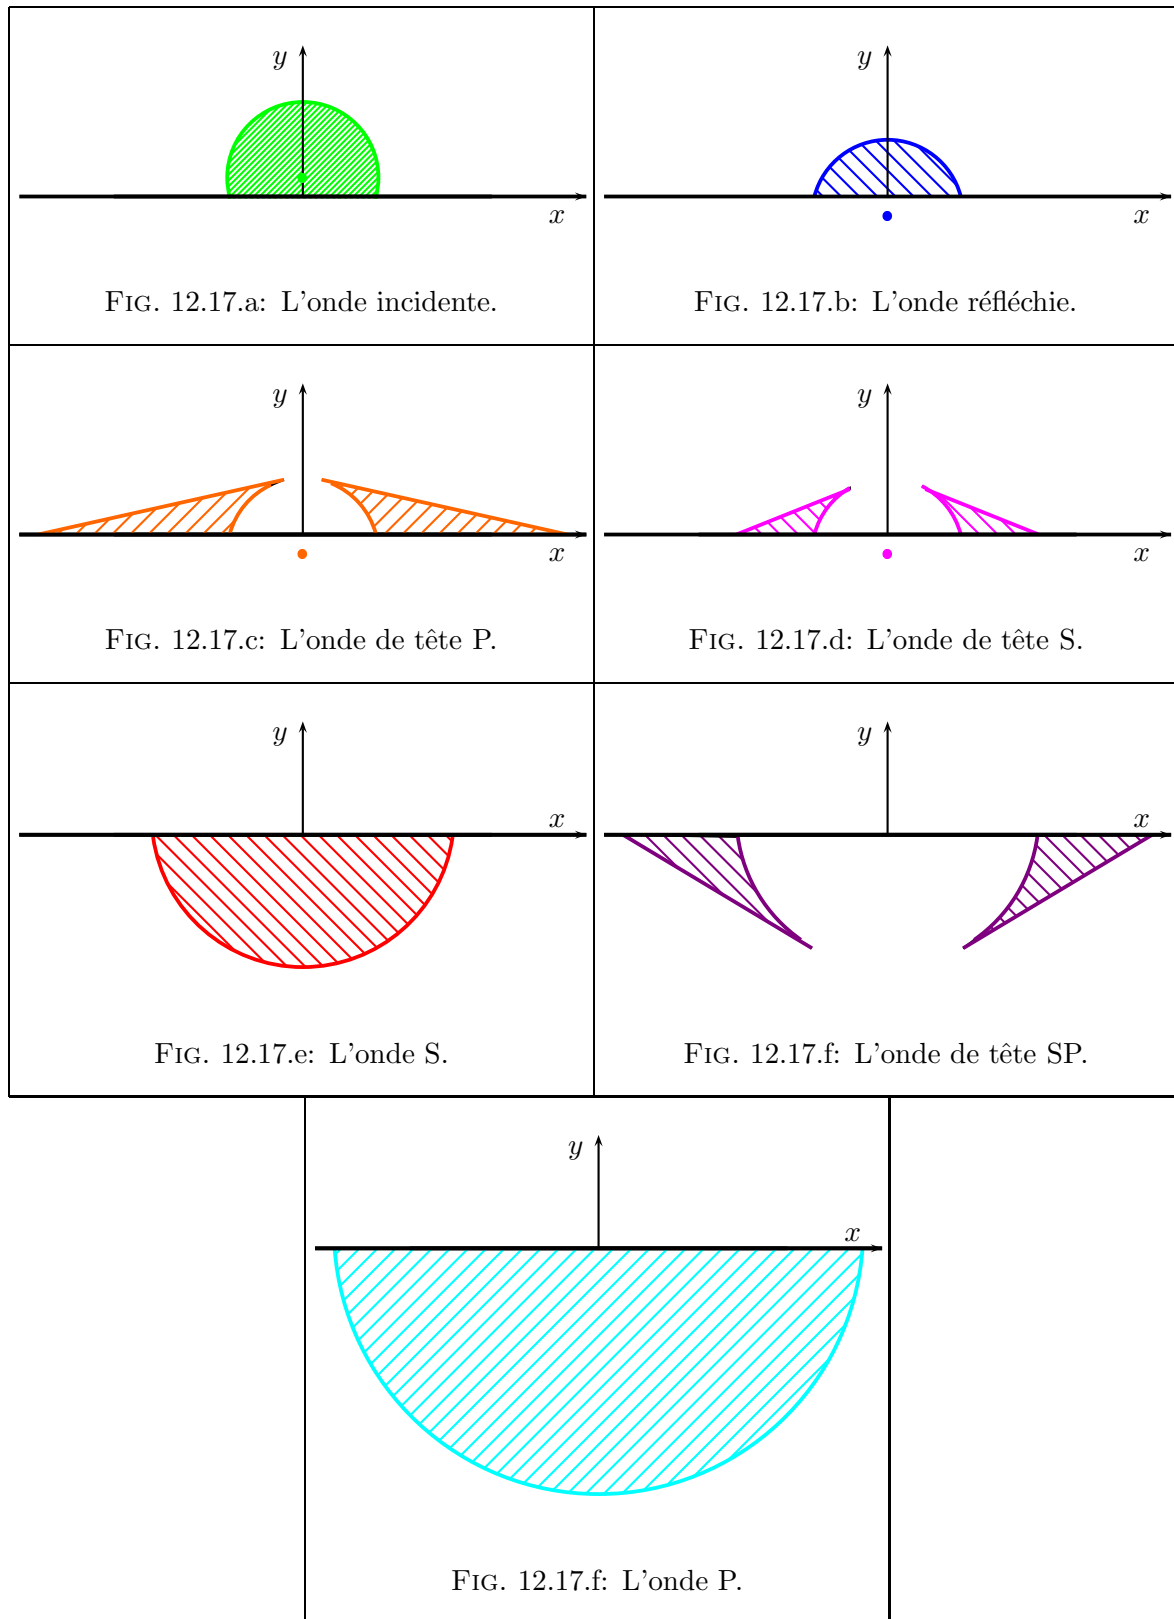 y
x
FIG. 12.17.a: L'onde incidente.
y
x
FIG. 12.17.b: L'onde réfléchie.
y
x
FIG. 12.17.c: L'onde de tête P.
y
x
FIG. 12.17.d: L'onde de tête S.
y
x
FIG. 12.17.e: L'onde S.
y
x
FIG. 12.17.f: L'onde de tête SP.
y
x
FIG. 12.17.f: L'onde P.